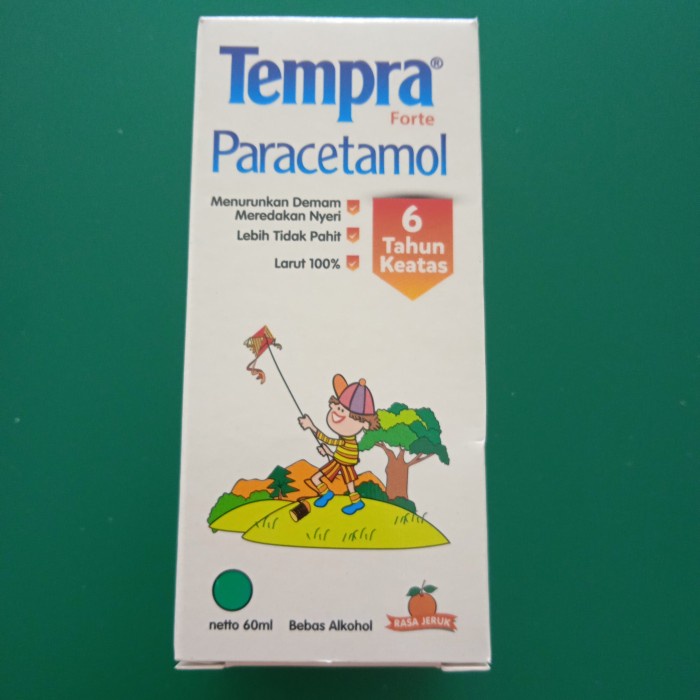 Tempra®
Forte
Paracetamol
Menurunkan Demam
Meredakan Nyeri
Lebih Tidak Pahit
Larut 100%
6
Tahun
Keatas
netto 60ml
Bebas Alkohol
RASA JERUK